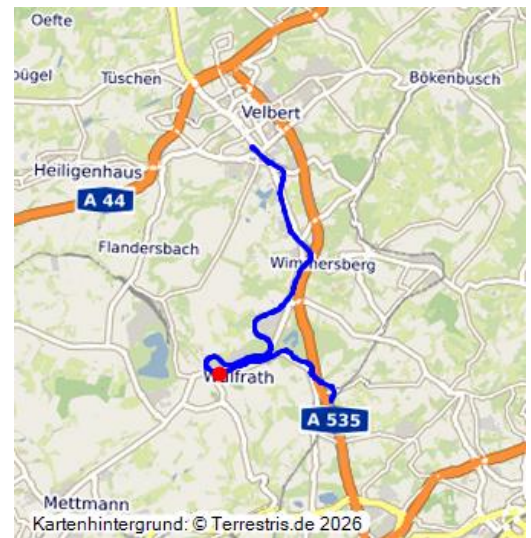 Oefte
Tüschen
Bökenbusch
Velbert
Heiligenhaus
A 44
Flandersbach
Wimmersberg
Wülfrath
A 535
Mettmann
Kartenhintergrund: © Terrestris.de 2026